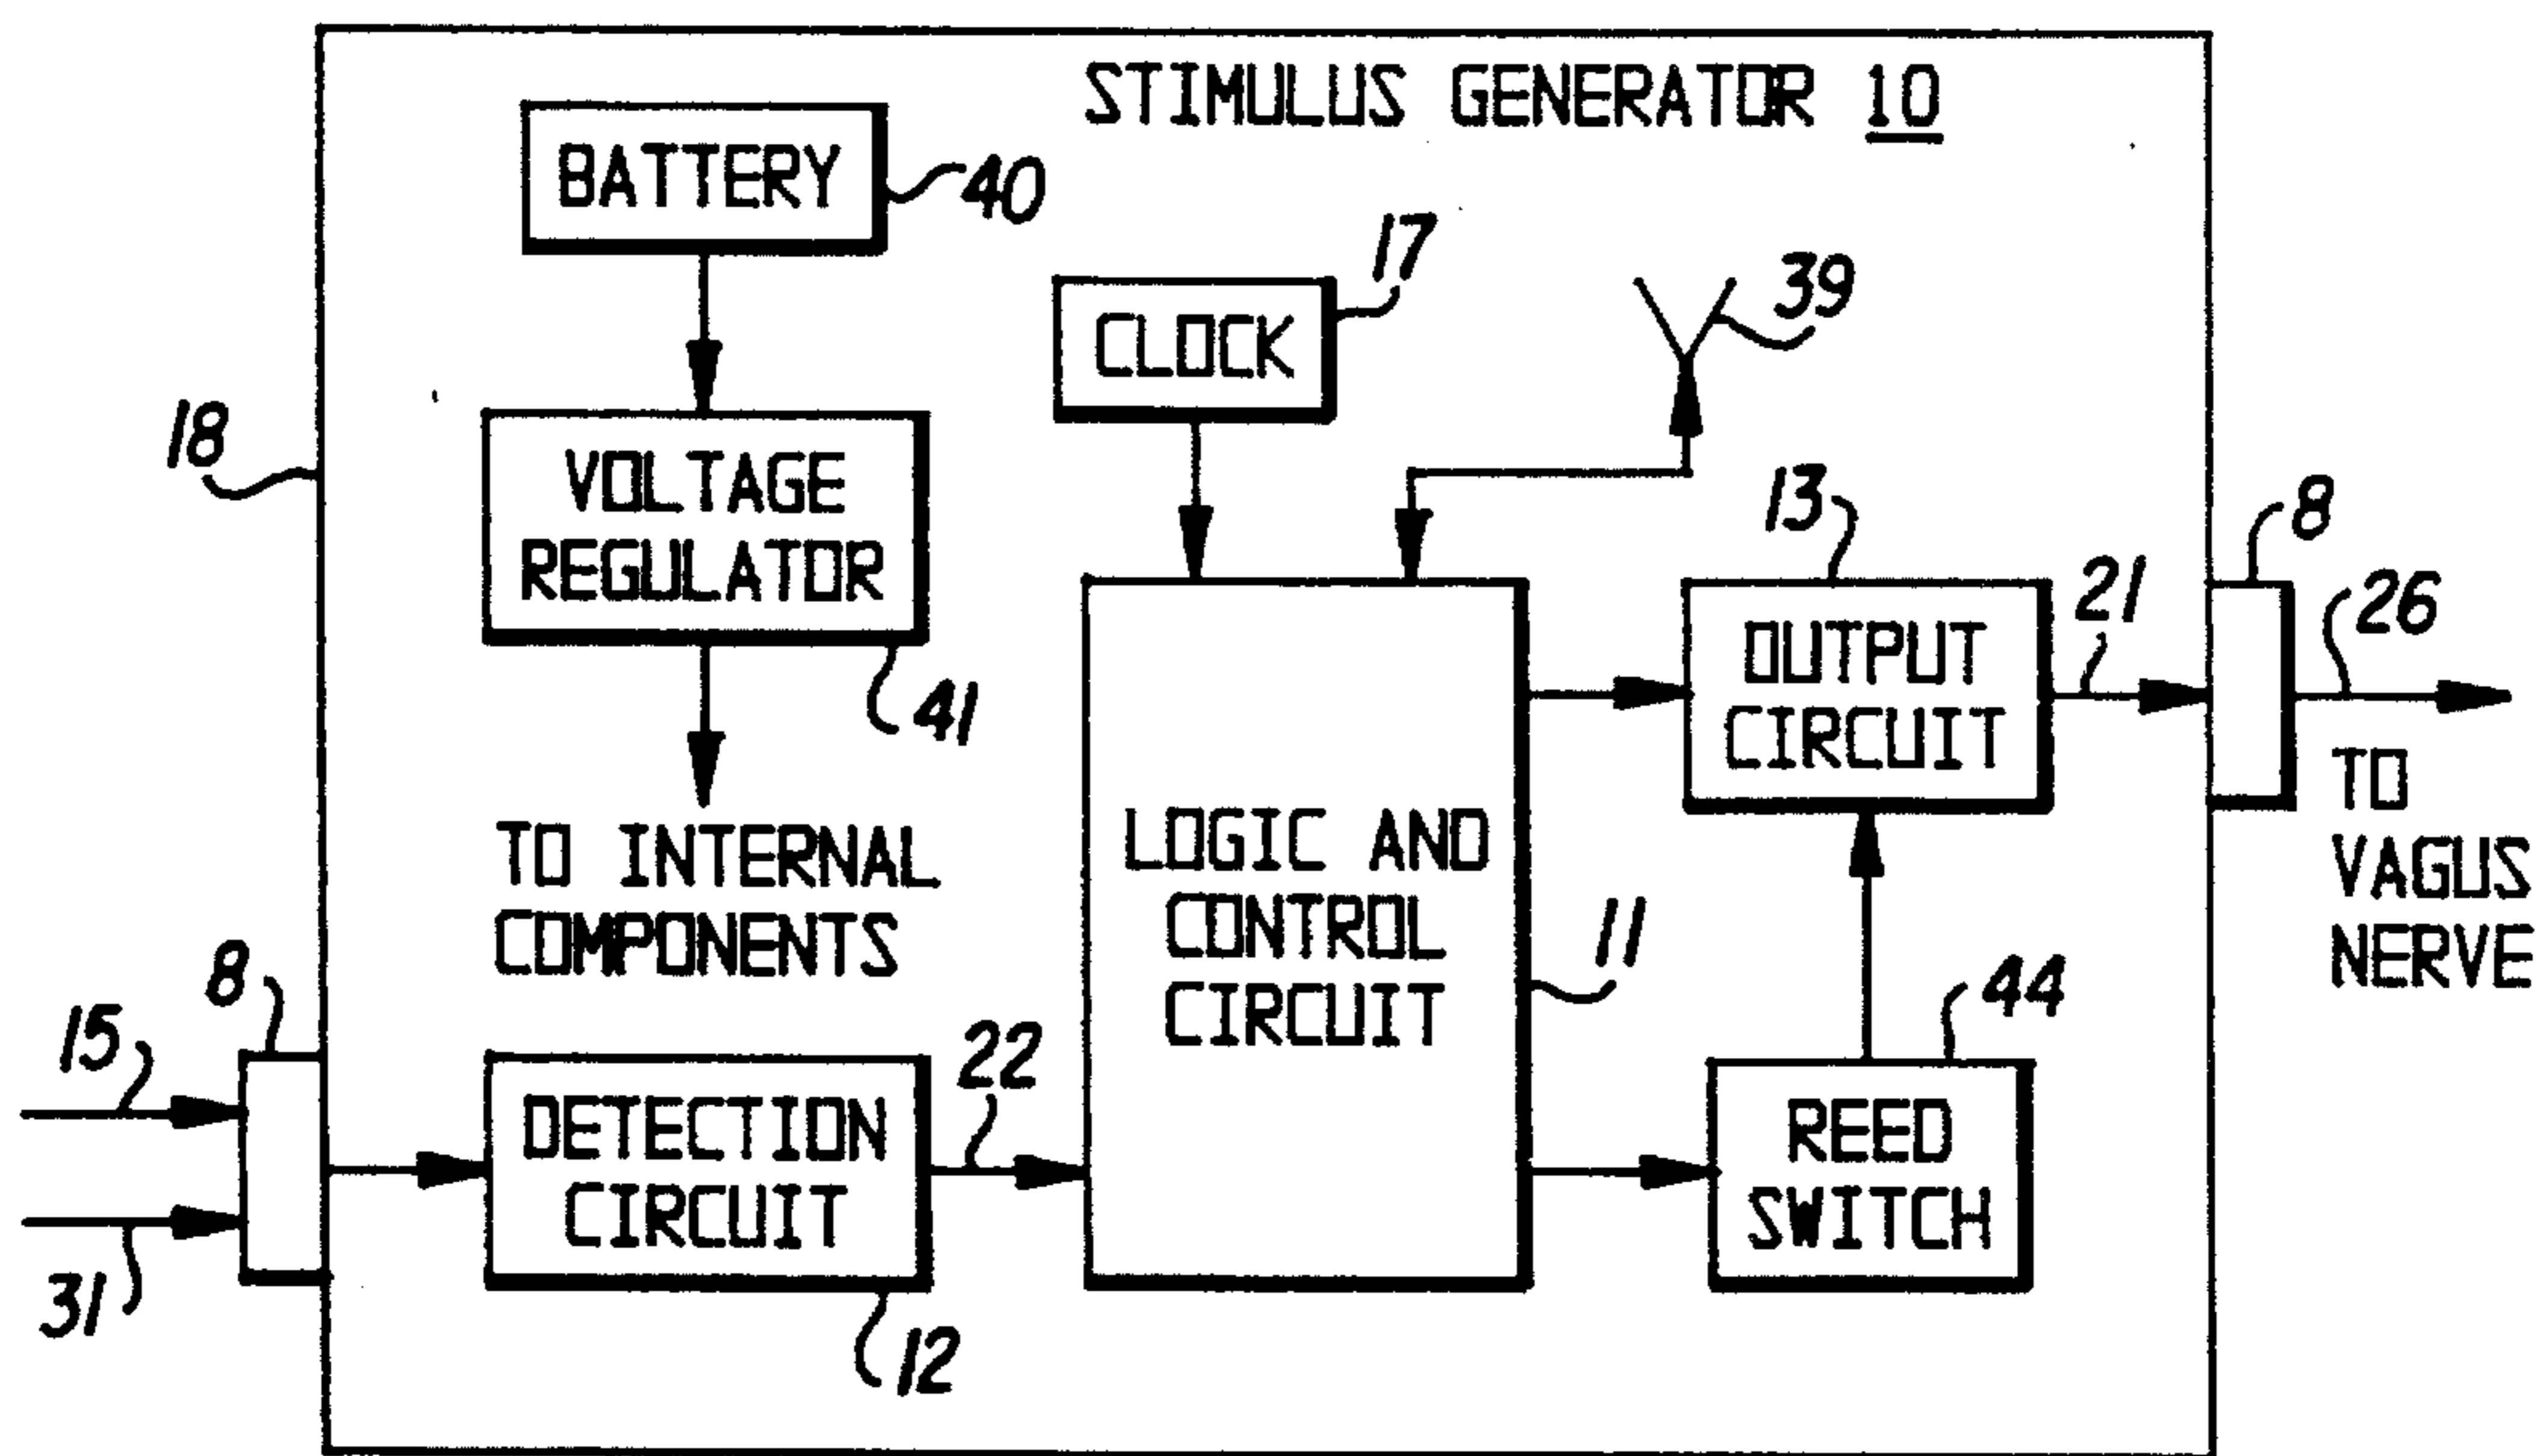 STIMULUS GENERATOR 10
BATTERY
40
17
CLOCK
39
18
VOLTAGE
REGULATOR
41
13
8
OUTPUT
CIRCUIT
21
26
TO
VAGUS
NERVE
TO INTERNAL
COMPONENTS
LOGIC AND
CONTROL
CIRCUIT
11
8
15
31
DETECTION
CIRCUIT
22
12
44
REED
SWITCH